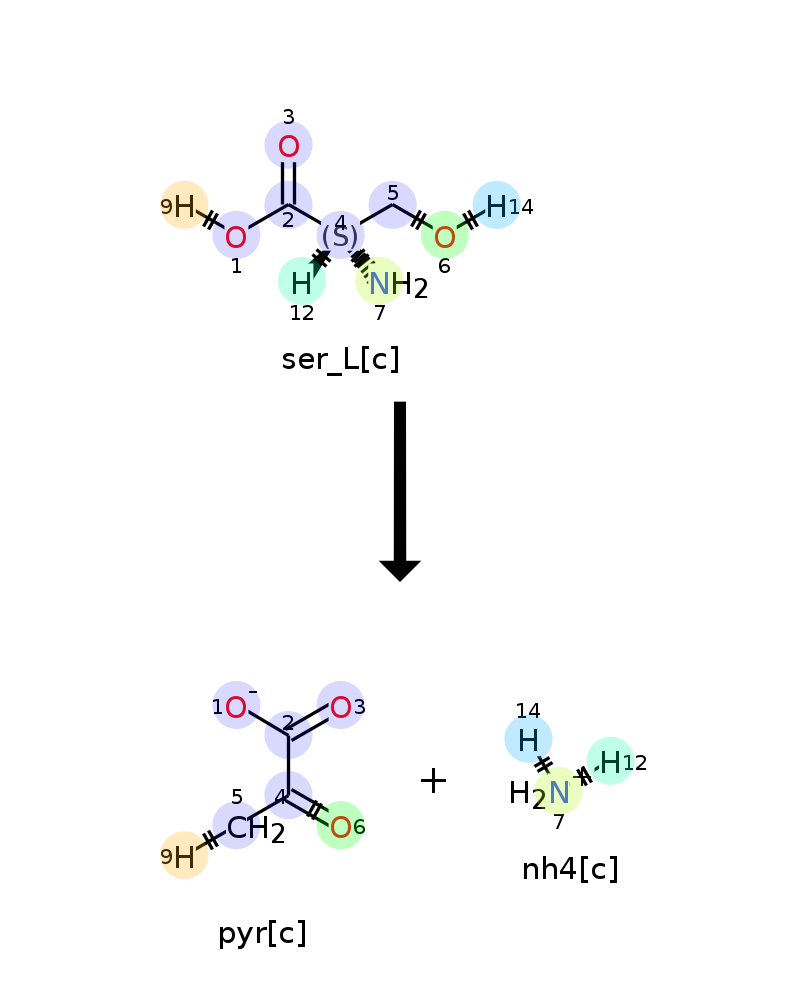 3
O
9H
5
H14
2
4
O
(S)
O
1
6
H
NH2
12
7
ser_L[c]
1O-
O3
2
14
H
H12
5
4
+
H2N+
CH2
O6
7
9H
nh4[c]
pyr[c]